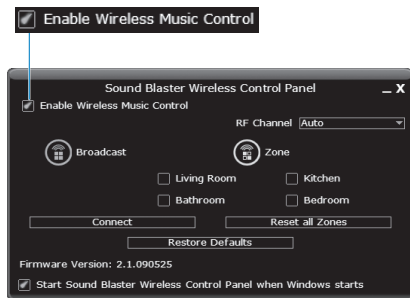 Enable Wireless Music Control
Sound Blaster Wireless Control Panel _ X
Enable Wireless Music Control
RF Channel Auto
Broadcast Zone
Living Room Kitchen
Bathroom Bedroom
Connect Reset all Zones
Restore Defaults
Firmware Version: 2.1.090525
Start Sound Blaster Wireless Control Panel when Windows starts